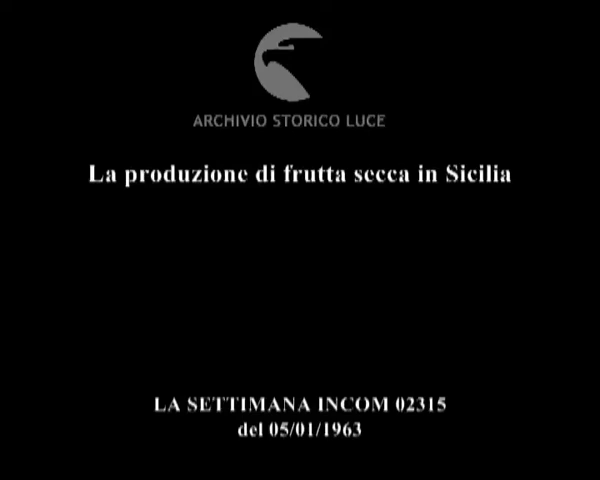 ARCHIVIO STORICO LUCE
La produzione di frutta secca in Sicilia
LA SETTIMANA INCOM 02315
del 05/01/1963